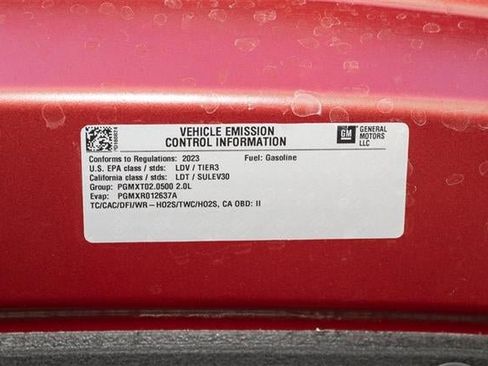 VEHICLE EMISSION
CONTROL INFORMATION
GM
GENERAL
MOTORS
LLC
Conforms to Regulations: 2023 Fuel: Gasoline
U.S. EPA class / stds: LDV / TIER3
California class / stds: LDT / SULEV30
Group: PGMXT02.0500 2.0L
Evap: PGMXR012637A
TC/CAC/DFI/WR-HO2S/TWC/HO2S, CA OBD: II